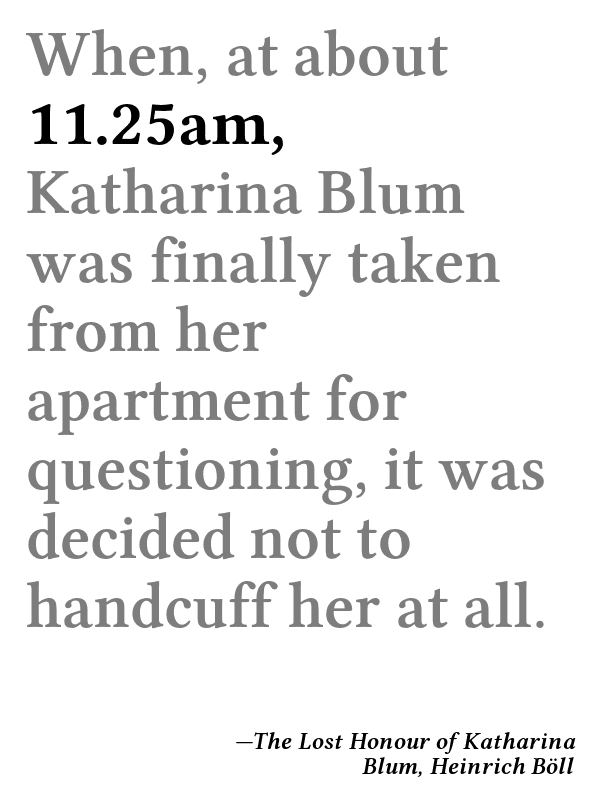 When, at about
11.25am,
Katharina Blum
was finally taken
from her
apartment for
questioning, it was
decided not to
handcuff her at all.
—The Lost Honour of Katharina
Blum, Heinrich Böll